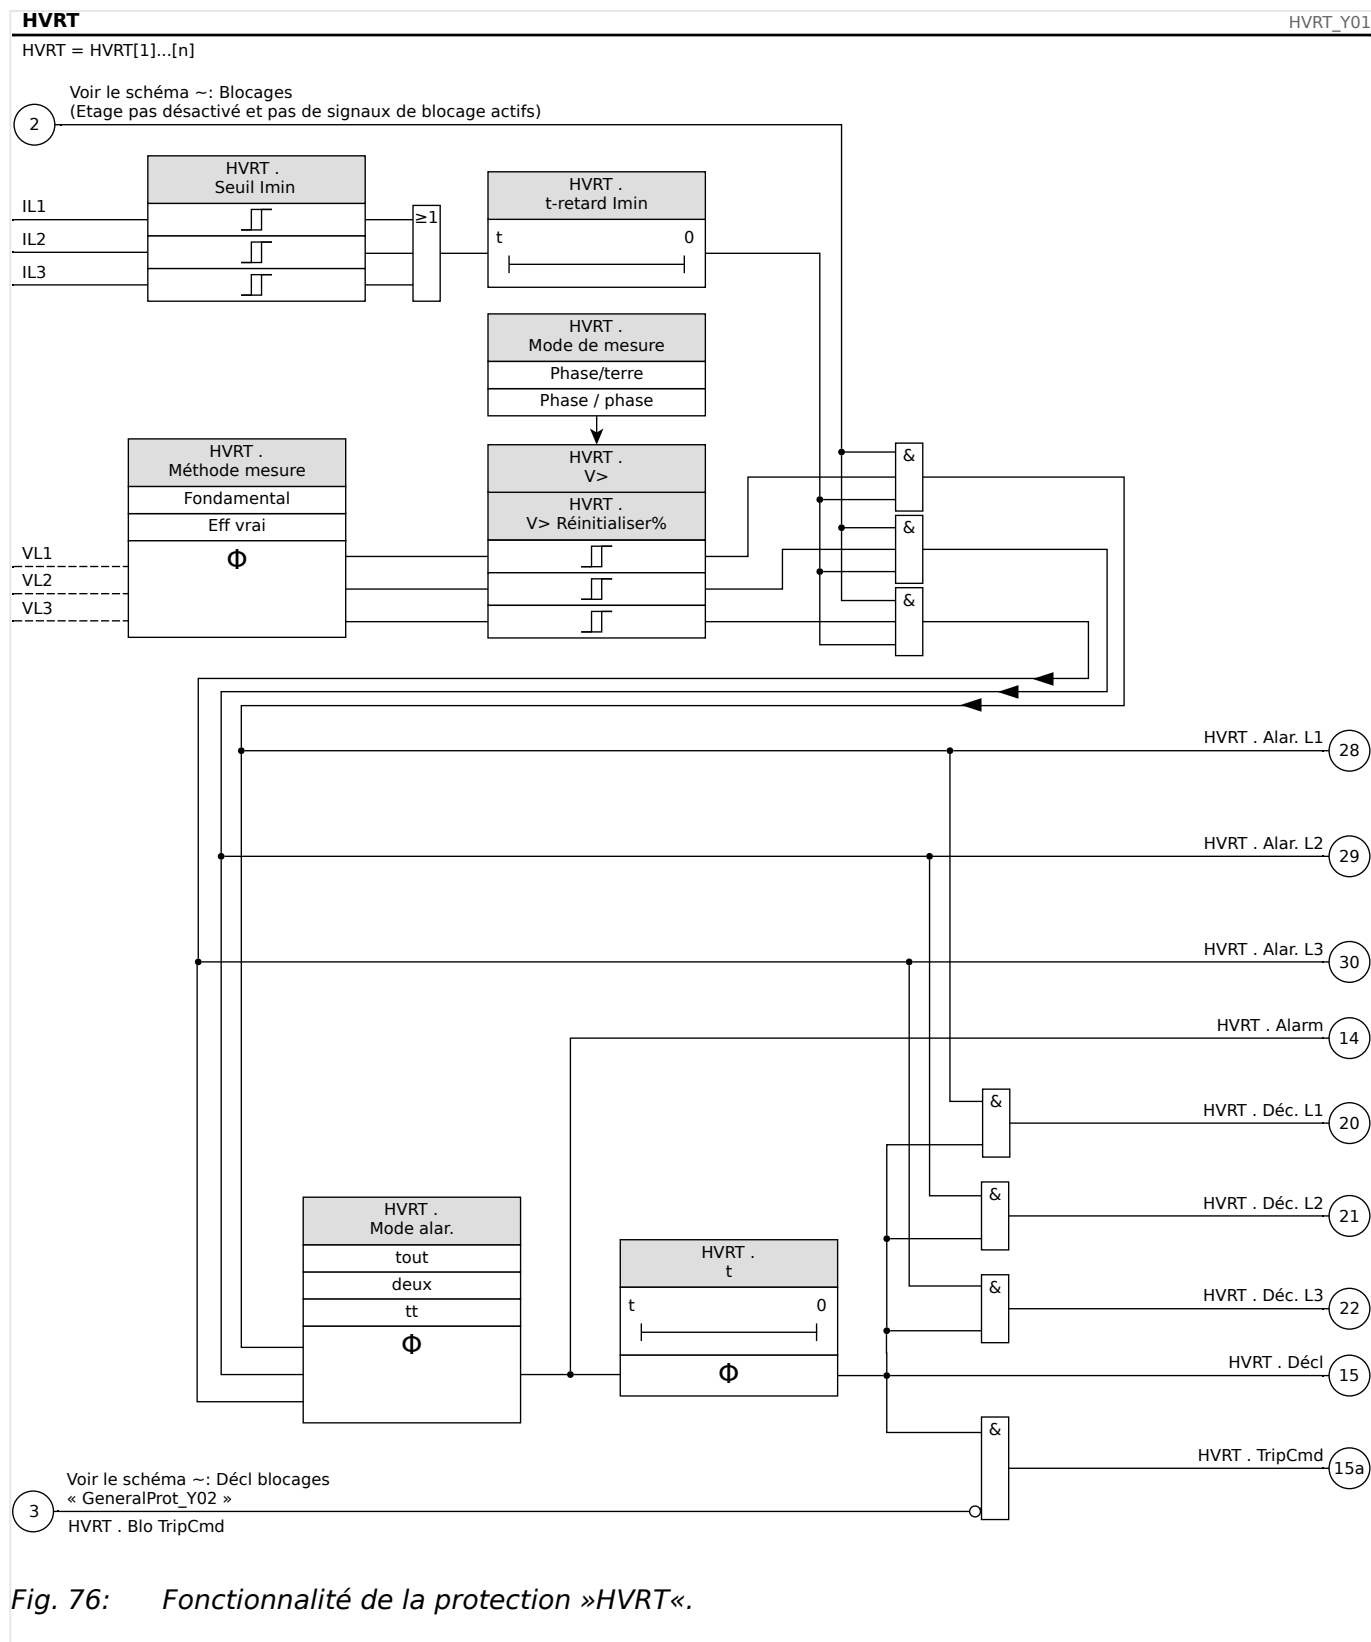 HVRT
HVRT_Y01
HVRT = HVRT[1]...[n]
Voir le schéma ~: Blocages
(Etage pas désactivé et pas de signaux de blocage actifs)
2
HVRT .
Seuil Imin
IL1
IL2
IL3
≥1
HVRT .
t-retard Imin
t 0
HVRT .
Mode de mesure
Phase/terre
Phase / phase
HVRT .
Méthode mesure
Fondamental
Eff vrai
Φ
VL1
VL2
VL3
HVRT .
V>
HVRT .
V> Réinitialiser%
&
&
&
HVRT . Alar. L1
28
HVRT . Alar. L2
29
HVRT . Alar. L3
30
HVRT . Alarm
14
&
HVRT . Déc. L1
20
&
HVRT . Déc. L2
21
&
HVRT . Déc. L3
22
HVRT .
Mode alar.
tout
deux
tt
Φ
HVRT .
t
t 0
Φ
HVRT . Décl
15
&
HVRT . TripCmd
15a
Voir le schéma ~: Décl blocages
« GeneralProt_Y02 »
3
HVRT . Blo TripCmd
Fig. 76: Fonctionnalité de la protection »HVRT«.